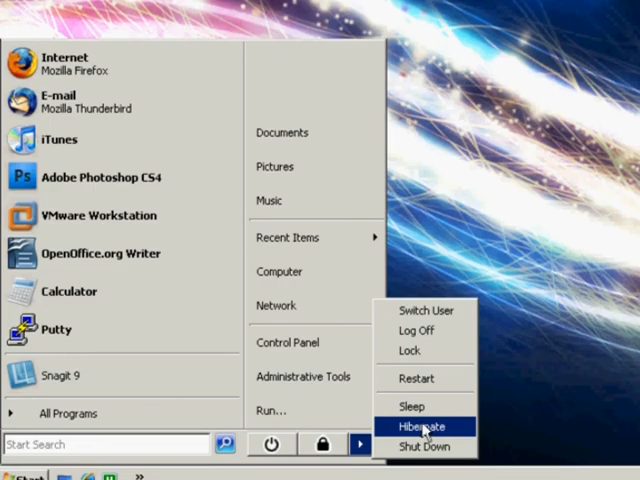 Internet
Mozilla Firefox
E-mail
Mozilla Thunderbird
iTunes
Ps
Adobe Photoshop CS4
VMware Workstation
OpenOffice.org Writer
Calculator
Putty
Snagit 9
All Programs
Start Search
Documents
Pictures
Music
Recent Items
Computer
Network
Control Panel
Administrative Tools
Run...
Switch User
Log Off
Lock
Restart
Sleep
Hibernate
Shut Down
Start